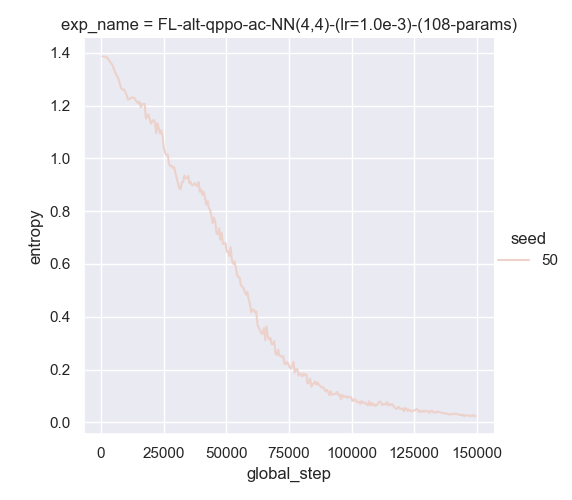 exp_name = FL-alt-qppo-ac-NN(4,4)-(lr=1.0e-3)-(108-params)
1.4
1.2
1.0
0.8
0.6
0.4
0.2
0.0
entropy
0 25000 50000 75000 100000 125000 150000
global_step
seed
50